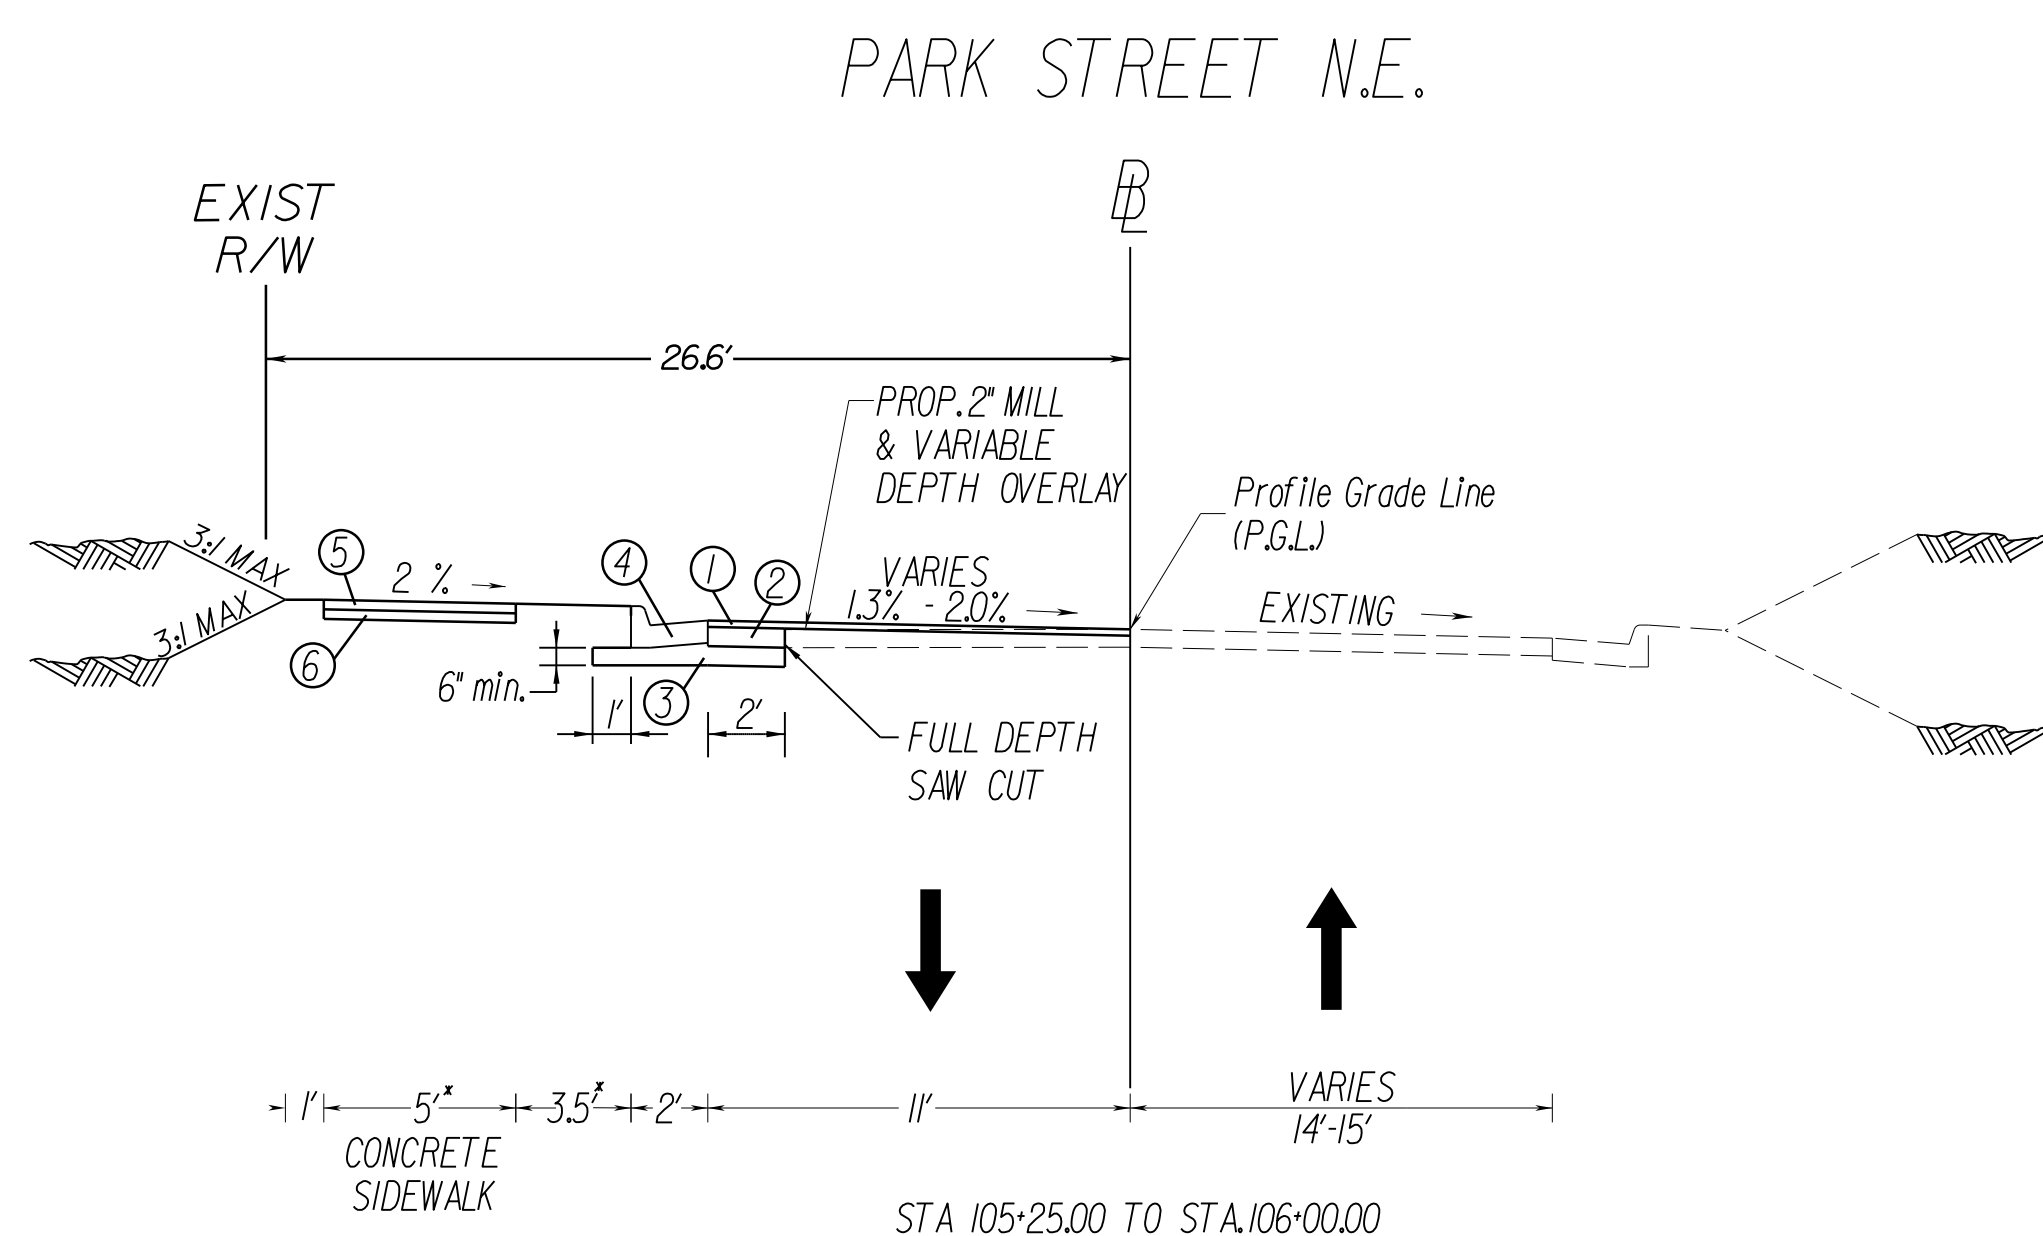 PARK STREET N.E.
EXIST
R/W
BL
26.6'
PROP. 2" MILL
& VARIABLE
DEPTH OVERLAY
Profile Grade Line
(P.G.L.)
3:1 MAX
3:1 MAX
5
2 %
4
1
2
VARIES
1.3% - 2.0%
EXISTING
6
6" min.
3
1'
2'
FULL DEPTH
SAW CUT
1'
5'*
3.5'*
2'
11'
VARIES
14'-15'
CONCRETE
SIDEWALK
STA 105+25.00 TO STA. 106+00.00